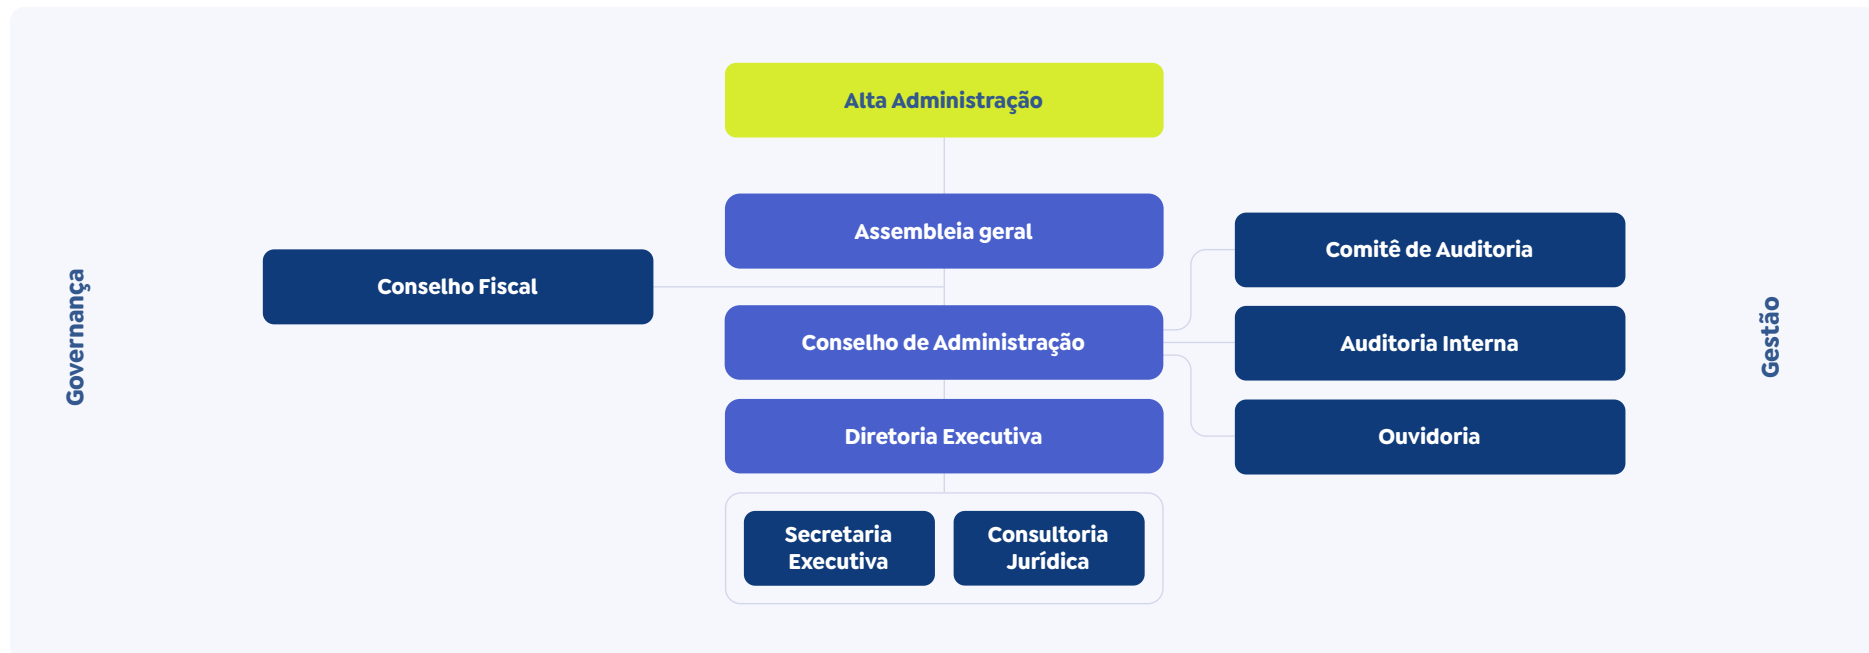 Alta Administração
Assembleia geral
Comitê de Auditoria
Conselho Fiscal
Governança
Gestão
Conselho de Administração
Auditoria Interna
Diretoria Executiva
Ouvidoria
Secretaria
Executiva
Consultoria
Jurídica